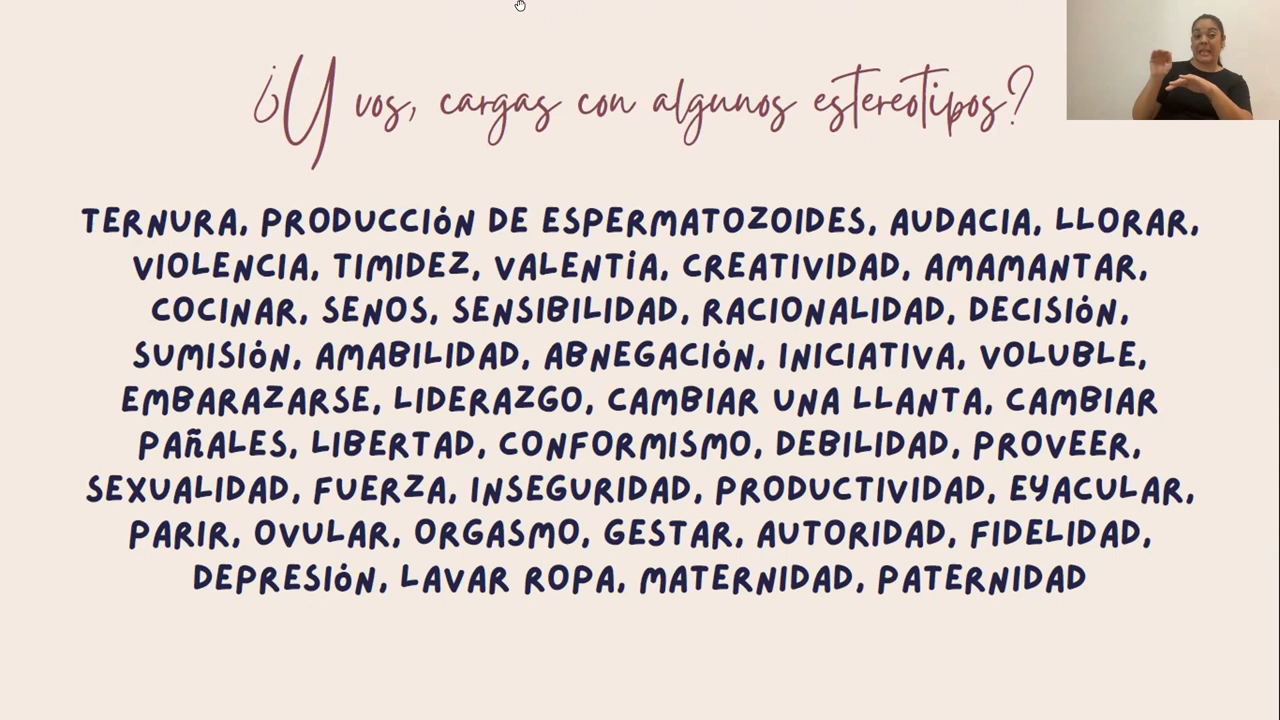 ¿Y vos, cargas con algunos estereotipos?
TERNURA, PRODUCCIÓN DE ESPERMATOZOIDES, AUDACIA, LLORAR,
VIOLENCIA, TIMIDEZ, VALENTÍA, CREATIVIDAD, AMAMANTAR,
COCINAR, SENOS, SENSIBILIDAD, RACIONALIDAD, DECISIÓN,
SUMISIÓN, AMABILIDAD, ABNEGACIÓN, INICIATIVA, VOLUBLE,
EMBARAZARSE, LIDERAZGO, CAMBIAR UNA LLANTA, CAMBIAR
PAÑALES, LIBERTAD, CONFORMISMO, DEBILIDAD, PROVEER,
SEXUALIDAD, FUERZA, INSEGURIDAD, PRODUCTIVIDAD, EYACULAR,
PARIR, OVULAR, ORGASMO, GESTAR, AUTORIDAD, FIDELIDAD,
DEPRESIÓN, LAVAR ROPA, MATERNIDAD, PATERNIDAD